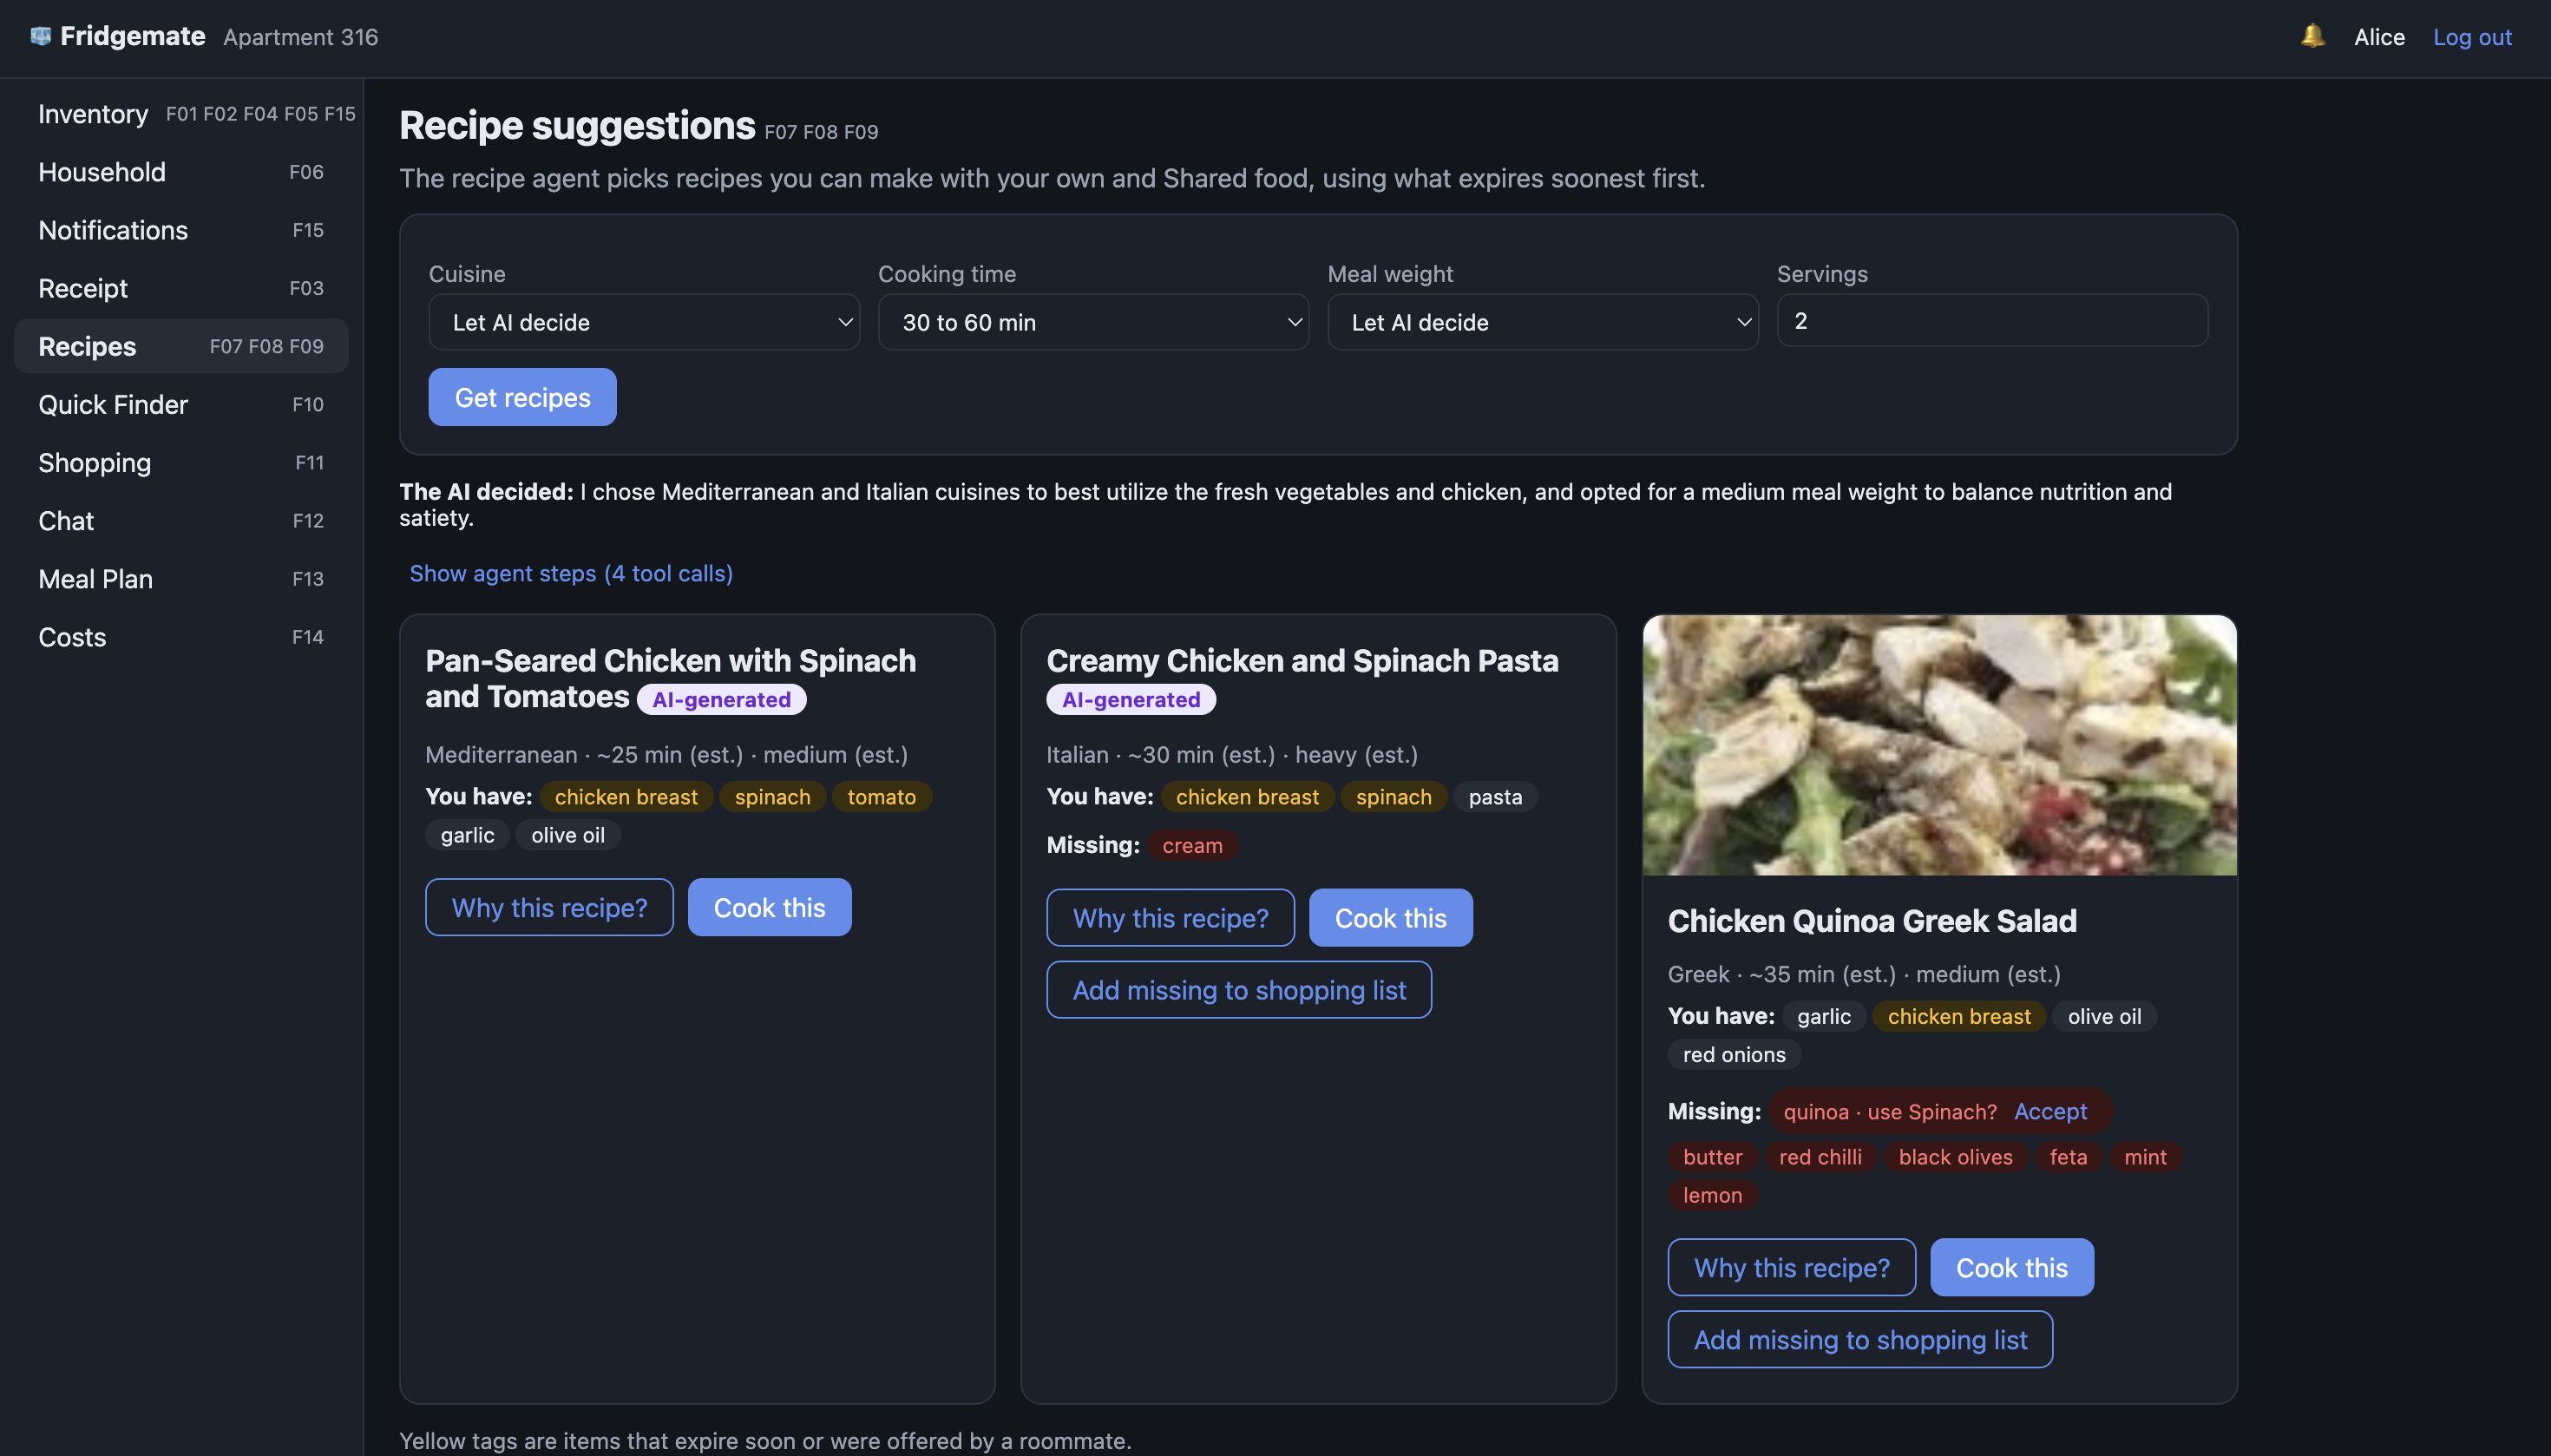 Fridgemate Apartment 316
Alice Log out
Inventory F01 F02 F04 F05 F15
Household F06
Notifications F15
Receipt F03
Recipes F07 F08 F09
Quick Finder F10
Shopping F11
Chat F12
Meal Plan F13
Costs F14
Recipe suggestions F07 F08 F09
The recipe agent picks recipes you can make with your own and Shared food, using what expires soonest first.
Cuisine Cooking time Meal weight Servings
Let AI decide 30 to 60 min Let AI decide 2
Get recipes
The AI decided: I chose Mediterranean and Italian cuisines to best utilize the fresh vegetables and chicken, and opted for a medium meal weight to balance nutrition and
satiety.
Show agent steps (4 tool calls)
Pan-Seared Chicken with Spinach
and Tomatoes AI-generated
Mediterranean · ~25 min (est.) · medium (est.)
You have: chicken breast spinach tomato
garlic olive oil
Why this recipe? Cook this
Creamy Chicken and Spinach Pasta
AI-generated
Italian · ~30 min (est.) · heavy (est.)
You have: chicken breast spinach pasta
Missing: cream
Why this recipe? Cook this
Add missing to shopping list
Chicken Quinoa Greek Salad
Greek · ~35 min (est.) · medium (est.)
You have: garlic chicken breast olive oil
red onions
Missing: quinoa · use Spinach? Accept
butter red chilli black olives feta mint
lemon
Why this recipe? Cook this
Add missing to shopping list
Yellow tags are items that expire soon or were offered by a roommate.